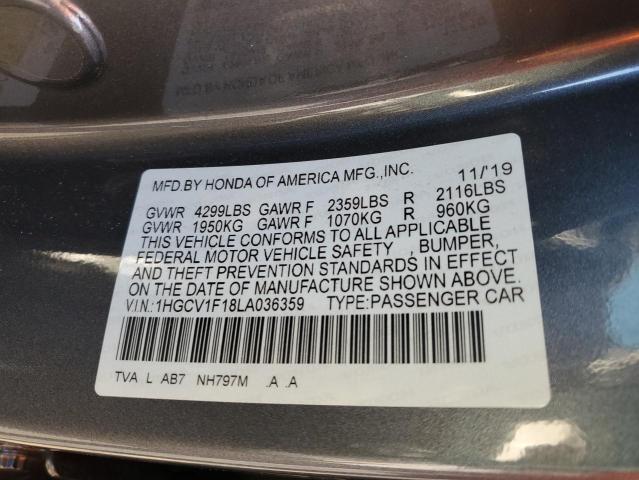 MFD.BY HONDA OF AMERICA MFG.,INC. 11/'19
GVWR 4299LBS GAWR F 2359LBS R 2116LBS
GVWR 1950KG GAWR F 1070KG R 960KG
THIS VEHICLE CONFORMS TO ALL APPLICABLE
FEDERAL MOTOR VEHICLE SAFETY , BUMPER,
AND THEFT PREVENTION STANDARDS IN EFFECT
ON THE DATE OF MANUFACTURE SHOWN ABOVE.
V.I.N.: 1HGCV1F18LA036359 TYPE:PASSENGER CAR
TVA L AB7 NH797M .A .A